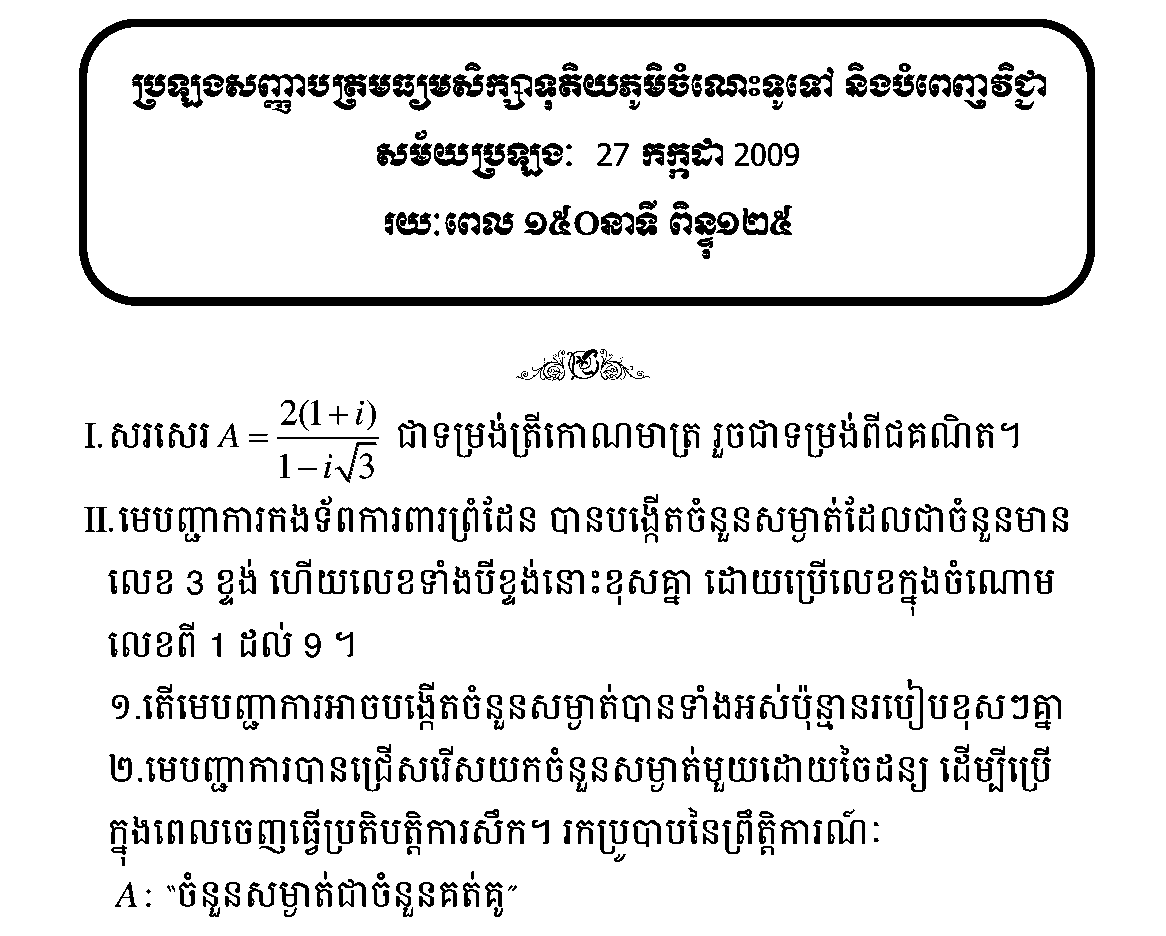 ប្រឡងសញ្ញាបត្រមធ្យមសិក្សាទុតិយភូមិចំណេះទូទៅ និងបំពេញវិជ្ជា
សម័យប្រឡង: 27 កក្កដា 2009
រយ:ពេល ១៥០នាទី ពិន្ទុ១២៥
I. សរសេរ A = \frac{2(1+i)}{1-i\sqrt{3}} ជាទម្រង់ត្រីកោណមាត្រ រួចជាទម្រង់ពីជគណិត។
II.មេបញ្ជាការកងទ័ពការពារព្រំដែន បានបង្កើតចំនួនសម្ងាត់ដែលជាចំនួនមាន
លេខ 3 ខ្ទង់ ហើយលេខទាំងបីខ្ទង់នោះខុសគ្នា ដោយប្រើលេខក្នុងចំណោម
លេខពី 1 ដល់ 9 ។
១.តើមេបញ្ជាការអាចបង្កើតចំនួនសម្ងាត់បានទាំងអស់ប៉ុន្មានរបៀបខុសៗគ្នា
២.មេបញ្ជាការបានជ្រើសរើសយកចំនួនសម្ងាត់មួយដោយចៃដន្យ ដើម្បីប្រើ
ក្នុងពេលចេញធ្វើប្រតិបត្តិការសឹក។ រកប្រូបាបនៃព្រឹត្តិការណ៍:
A: “ចំនួនសម្ងាត់ជាចំនួនគត់គូ”